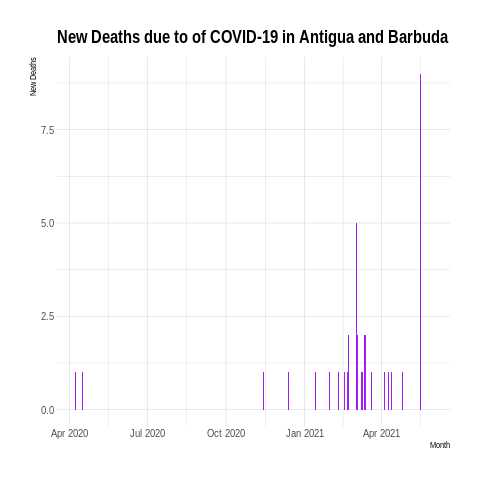 New Deaths due to of COVID-19 in Antigua and Barbuda
New Deaths
7.5
5.0
2.5
0.0
Apr 2020 Jul 2020 Oct 2020 Jan 2021 Apr 2021
Month